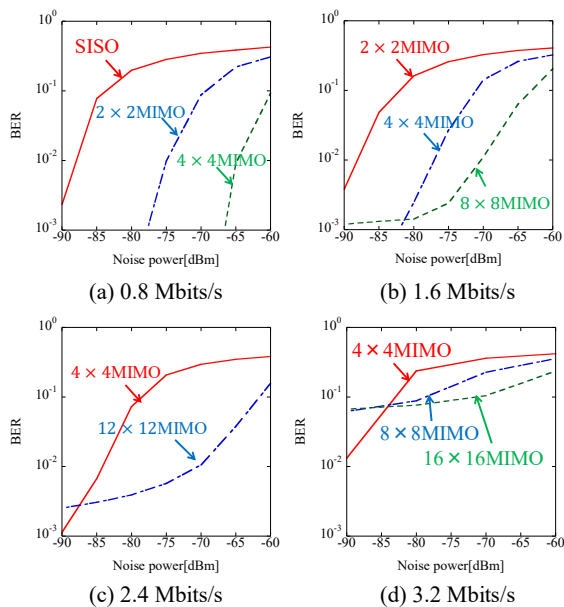 10^0
SISO
10^-1
2 × 2MIMO
BER
4 × 4MIMO
10^-2
10^-3
-90 -85 -80 -75 -70 -65 -60
Noise power[dBm]
(a) 0.8 Mbits/s
10^0
2 × 2MIMO
10^-1
4 × 4MIMO
BER
10^-2
8 × 8MIMO
10^-3
-90 -85 -80 -75 -70 -65 -60
Noise power[dBm]
(b) 1.6 Mbits/s
10^0
4 × 4MIMO
10^-1
12 × 12MIMO
BER
10^-2
10^-3
-90 -85 -80 -75 -70 -65 -60
Noise power[dBm]
(c) 2.4 Mbits/s
10^0
4 × 4MIMO
10^-1
8 × 8MIMO
BER
16 × 16MIMO
10^-2
10^-3
-90 -85 -80 -75 -70 -65 -60
Noise power[dBm]
(d) 3.2 Mbits/s